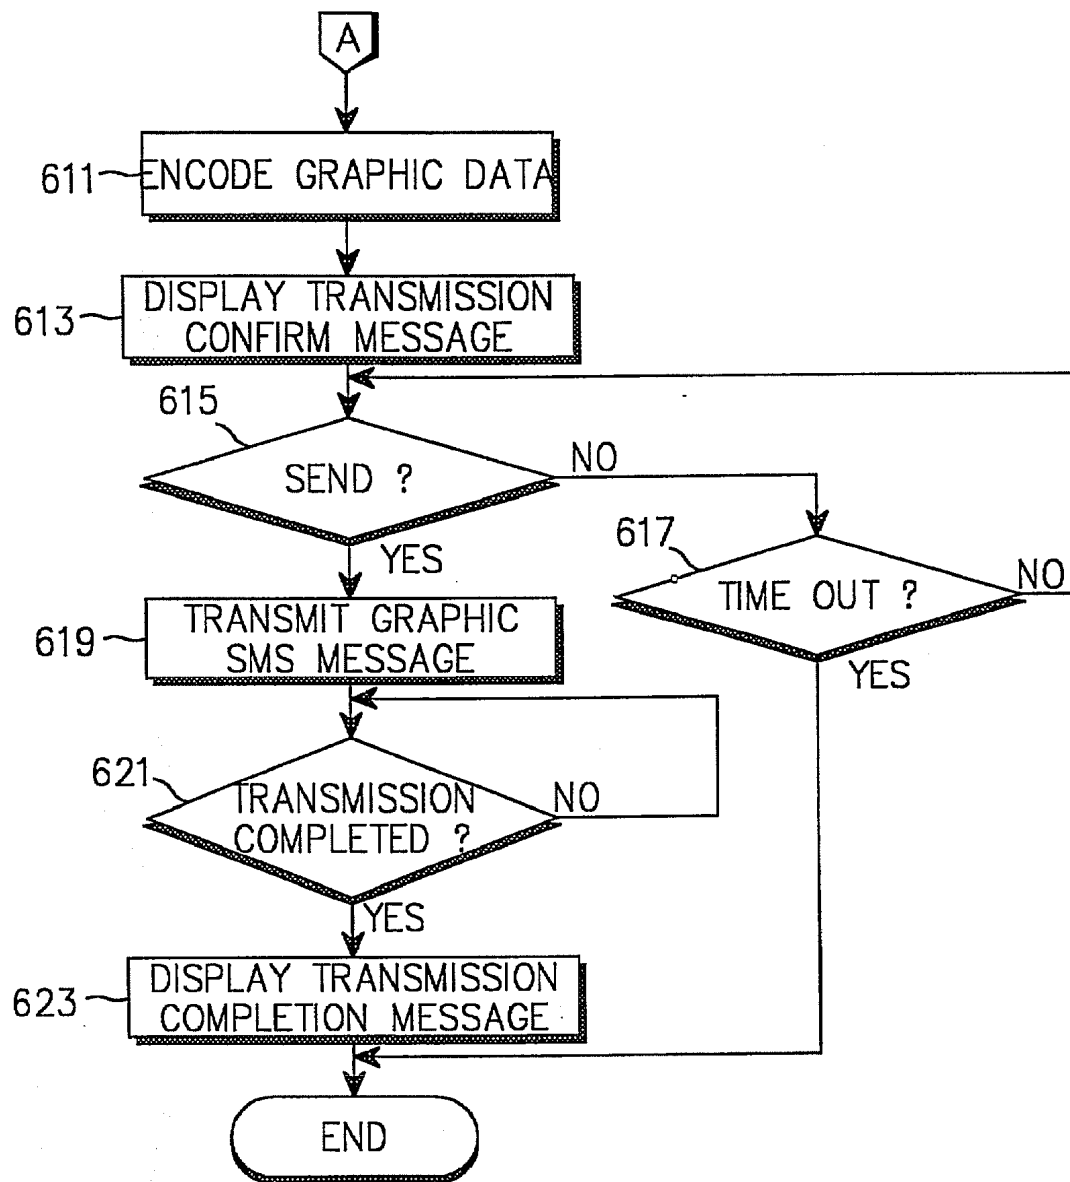 A
611
ENCODE GRAPHIC DATA
613
DISPLAY TRANSMISSION
CONFIRM MESSAGE
615
SEND ?
NO
YES
617
TIME OUT ?
NO
YES
619
TRANSMIT GRAPHIC
SMS MESSAGE
621
TRANSMISSION
COMPLETED ?
NO
YES
623
DISPLAY TRANSMISSION
COMPLETION MESSAGE
END